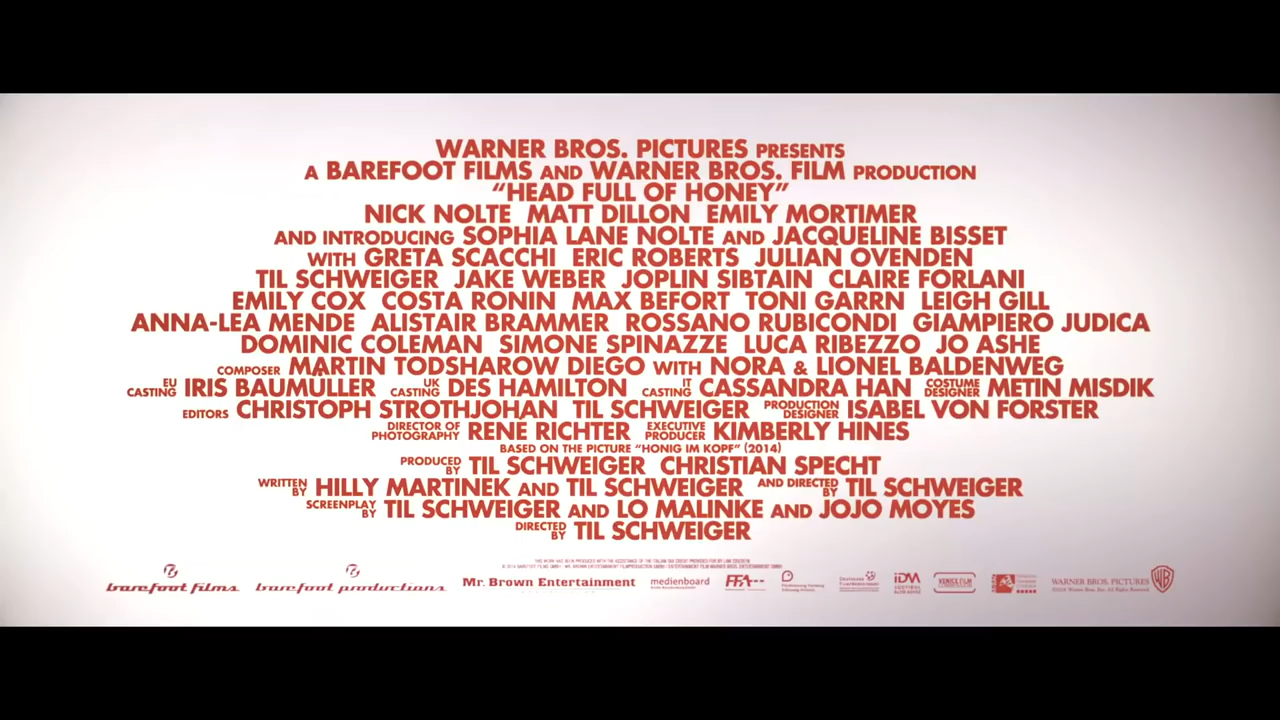 WARNER BROS. PICTURES PRESENTS
A BAREFOOT FILMS AND WARNER BROS. FILM PRODUCTION
“HEAD FULL OF HONEY”
NICK NOLTE MATT DILLON EMILY MORTIMER
AND INTRODUCING SOPHIA LANE NOLTE AND JACQUELINE BISSET
WITH GRETA SCACCHI ERIC ROBERTS JULIAN OVENDEN
TIL SCHWEIGER JAKE WEBER JOPLIN SIBTAIN CLAIRE FORLANI
EMILY COX COSTA RONIN MAX BEFORT TONI GARRN LEIGH GILL
ANNA-LEA MENDE ALISTAIR BRAMMER ROSSANO RUBICONDI GIAMPIERO JUDICA
DOMINIC COLEMAN SIMONE SPINAZZE LUCA RIBEZZO JO ASHE
COMPOSER MARTIN TODSHAROW DIEGO WITH NORA & LIONEL BALDENWEG
EU CASTING IRIS BAUMÜLLER UK CASTING DES HAMILTON IT CASTING CASSANDRA HAN COSTUME DESIGNER METIN MISDIK
EDITORS CHRISTOPH STROTHJOHAN TIL SCHWEIGER PRODUCTION DESIGNER ISABEL VON FORSTER
DIRECTOR OF PHOTOGRAPHY RENÉ RICHTER EXECUTIVE PRODUCER KIMBERLY HINES
BASED ON THE PICTURE “HONIG IM KOPF” (2014)
PRODUCED BY TIL SCHWEIGER CHRISTIAN SPECHT
WRITTEN BY HILLY MARTINEK AND TIL SCHWEIGER AND DIRECTED BY TIL SCHWEIGER
SCREENPLAY BY TIL SCHWEIGER AND LO MALINKE AND JOJO MOYES
DIRECTED BY TIL SCHWEIGER
barefoot films barefoot productions Mr. Brown Entertainment medienboard FFA IDM WARNER BROS. PICTURES WB